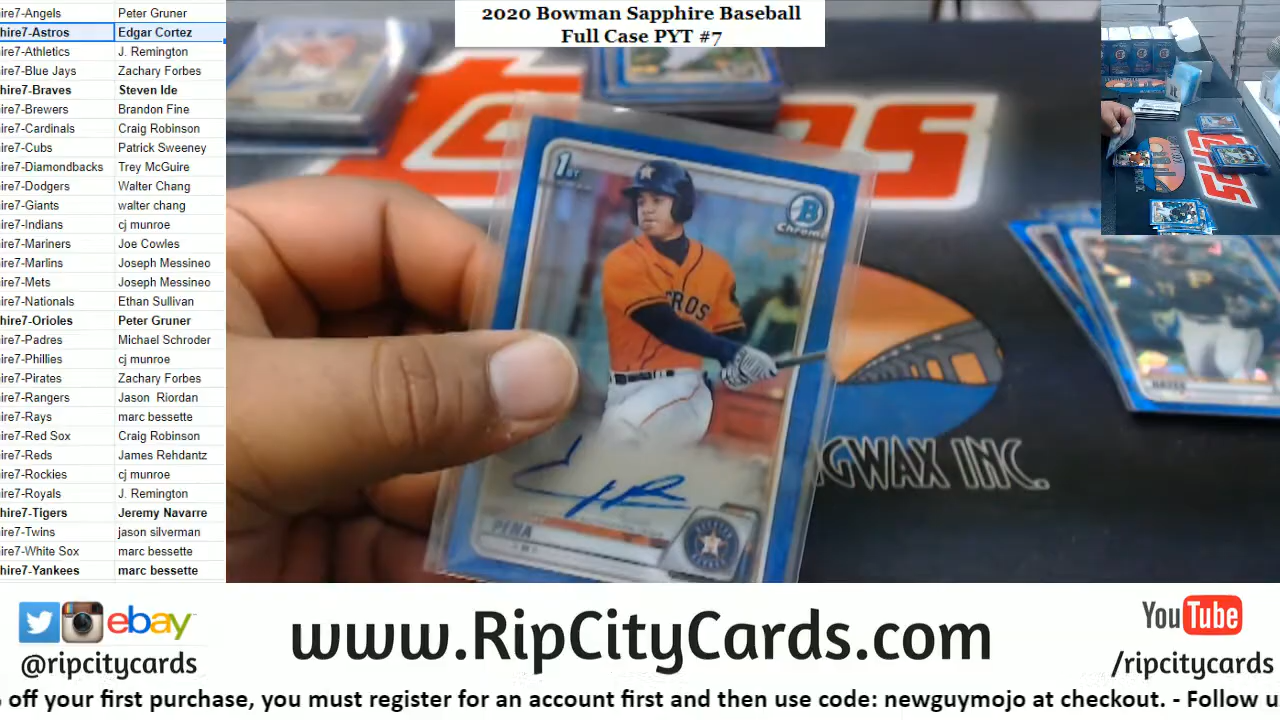 2020 Bowman Sapphire Baseball
Full Case PYT #7
ire7-Angels Peter Gruner
hire7-Astros Edgar Cortez
ire7-Athletics J. Remington
ire7-Blue Jays Zachary Forbes
hire7-Braves Steven Ide
ire7-Brewers Brandon Fine
ire7-Cardinals Craig Robinson
ire7-Cubs Patrick Sweeney
ire7-Diamondbacks Trey McGuire
ire7-Dodgers Walter Chang
ire7-Giants walter chang
ire7-Indians cj munroe
ire7-Mariners Joe Cowles
ire7-Marlins Joseph Messineo
ire7-Mets Joseph Messineo
ire7-Nationals Ethan Sullivan
hire7-Orioles Peter Gruner
ire7-Padres Michael Schroder
ire7-Phillies cj munroe
ire7-Pirates Zachary Forbes
ire7-Rangers Jason Riordan
ire7-Rays marc bessette
ire7-Red Sox Craig Robinson
ire7-Reds James Rehdantz
ire7-Rockies cj munroe
ire7-Royals J. Remington
hire7-Tigers Jeremy Navarre
ire7-Twins jason silverman
ire7-White Sox marc bessette
hire7-Yankees marc bessette
1st
B
Chrome
TROS
PEÑA
HAYES
GWAX INC.
ebay
@ripcitycards
www.RipCityCards.com
YouTube
/ripcitycards
off your first purchase, you must register for an account first and then use code: newguymojo at checkout. - Follow u